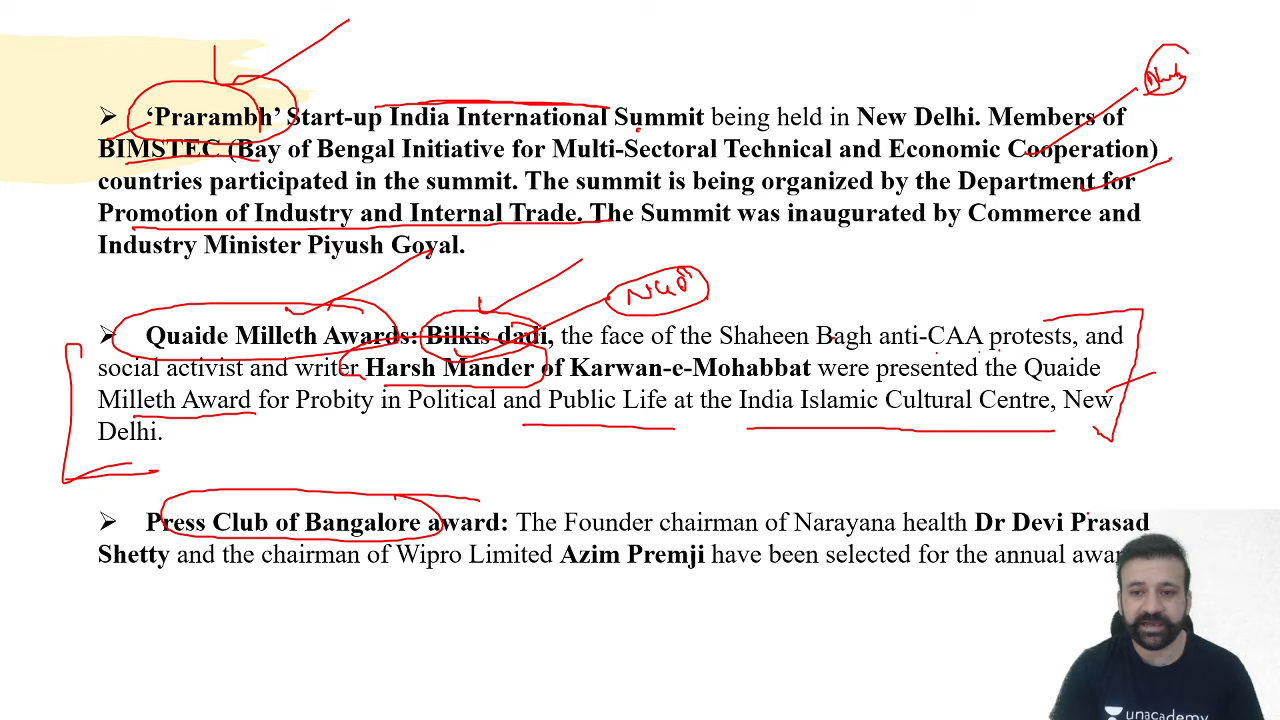 ➢ ‘Prarambh’ Start-up India International Summit being held in New Delhi. Members of
BIMSTEC (Bay of Bengal Initiative for Multi-Sectoral Technical and Economic Cooperation)
countries participated in the summit. The summit is being organized by the Department for
Promotion of Industry and Internal Trade. The Summit was inaugurated by Commerce and
Industry Minister Piyush Goyal.
NGO
➢ Quaide Milleth Awards: Bilkis dadi, the face of the Shaheen Bagh anti-CAA protests, and
social activist and writer Harsh Mander of Karwan-e-Mohabbat were presented the Quaide
Milleth Award for Probity in Political and Public Life at the India Islamic Cultural Centre, New
Delhi.
➢ Press Club of Bangalore award: The Founder chairman of Narayana health Dr Devi Prasad
Shetty and the chairman of Wipro Limited Azim Premji have been selected for the annual
unacademy